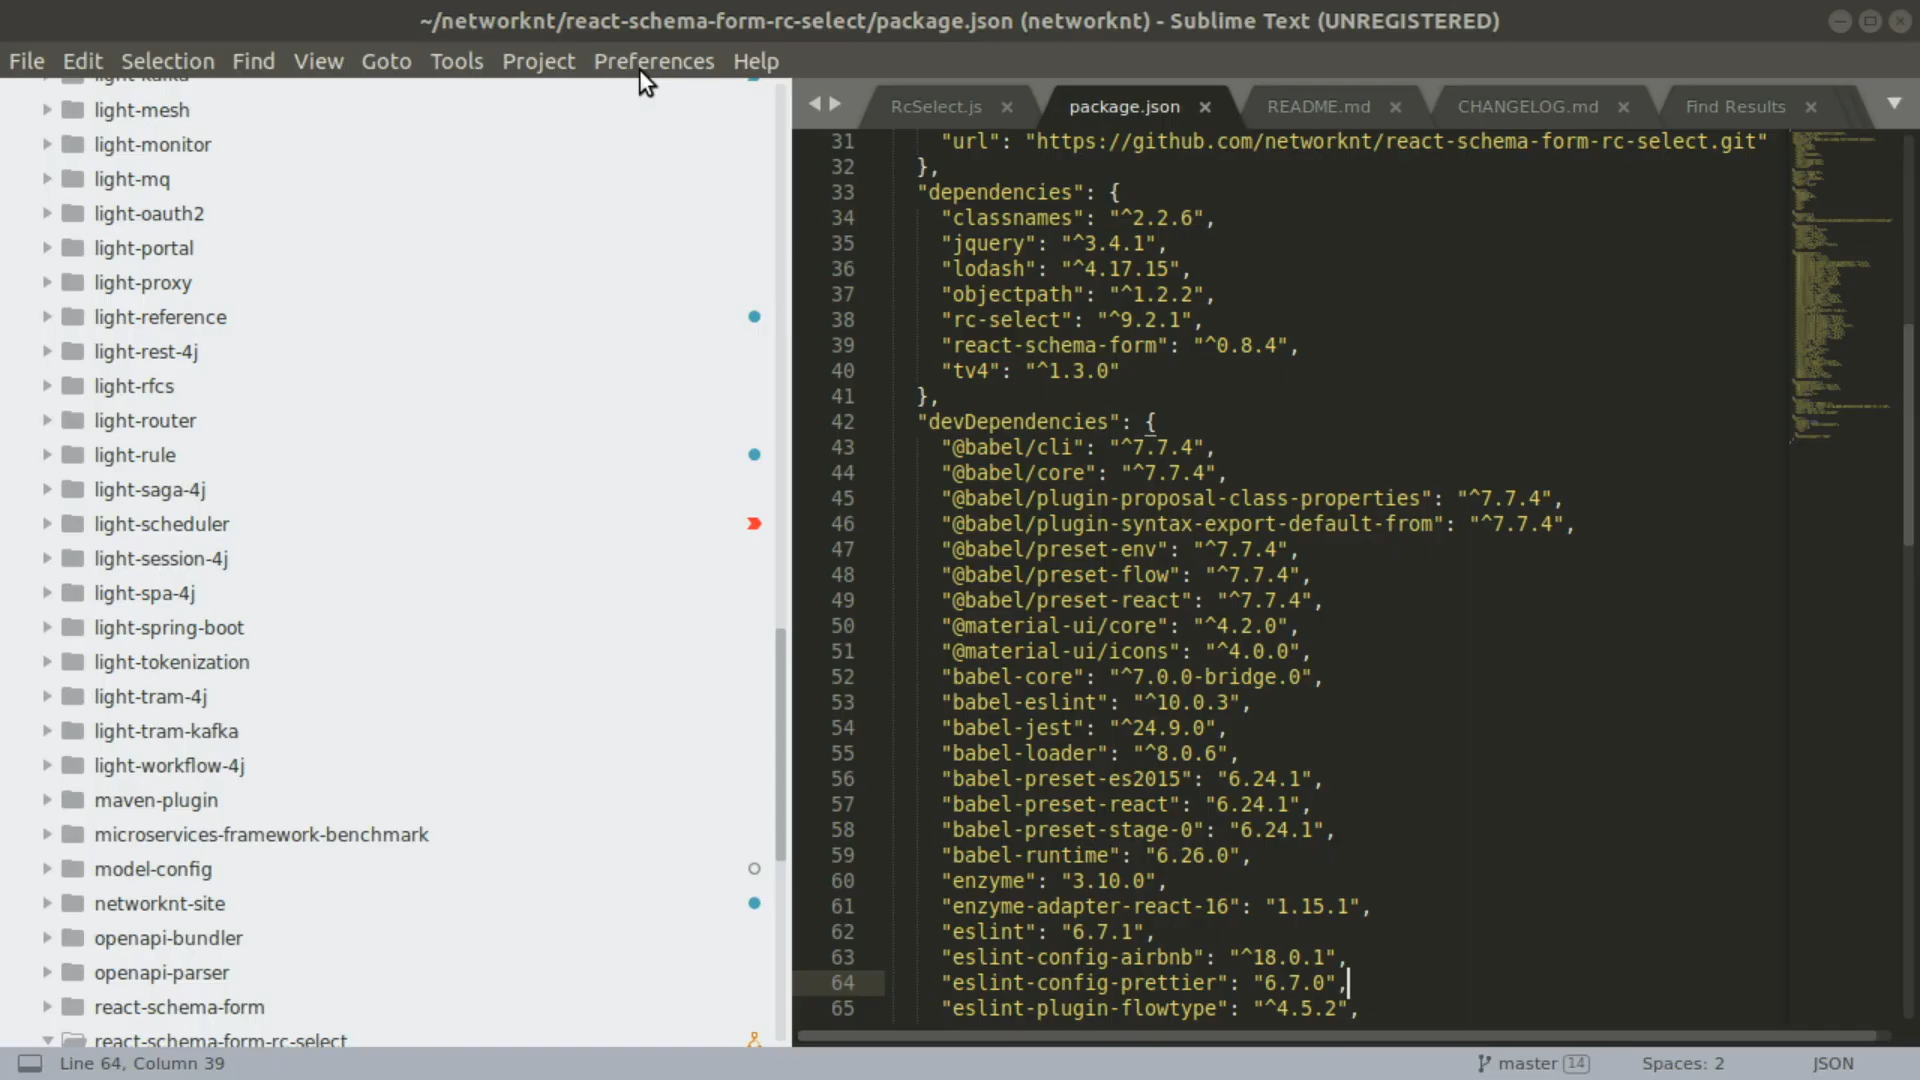 ~/networknt/react-schema-form-rc-select/package.json (networknt) - Sublime Text (UNREGISTERED)
File Edit Selection Find View Goto Tools Project Preferences Help
light-kafka
light-mesh
light-monitor
light-mq
light-oauth2
light-portal
light-proxy
light-reference
light-rest-4j
light-rfcs
light-router
light-rule
light-saga-4j
light-scheduler
light-session-4j
light-spa-4j
light-spring-boot
light-tokenization
light-tram-4j
light-tram-kafka
light-workflow-4j
maven-plugin
microservices-framework-benchmark
model-config
networknt-site
openapi-bundler
openapi-parser
react-schema-form
react-schema-form-rc-select
RcSelect.js package.json README.md CHANGELOG.md Find Results
31 "url": "https://github.com/networknt/react-schema-form-rc-select.git"
32 },
33 "dependencies": {
34 "classnames": "^2.2.6",
35 "jquery": "^3.4.1",
36 "lodash": "^4.17.15",
37 "objectpath": "^1.2.2",
38 "rc-select": "^9.2.1",
39 "react-schema-form": "^0.8.4",
40 "tv4": "^1.3.0"
41 },
42 "devDependencies": {
43 "@babel/cli": "^7.7.4",
44 "@babel/core": "^7.7.4",
45 "@babel/plugin-proposal-class-properties": "^7.7.4",
46 "@babel/plugin-syntax-export-default-from": "^7.7.4",
47 "@babel/preset-env": "^7.7.4",
48 "@babel/preset-flow": "^7.7.4",
49 "@babel/preset-react": "^7.7.4",
50 "@material-ui/core": "^4.2.0",
51 "@material-ui/icons": "^4.0.0",
52 "babel-core": "^7.0.0-bridge.0",
53 "babel-eslint": "^10.0.3",
54 "babel-jest": "^24.9.0",
55 "babel-loader": "^8.0.6",
56 "babel-preset-es2015": "6.24.1",
57 "babel-preset-react": "6.24.1",
58 "babel-preset-stage-0": "6.24.1",
59 "babel-runtime": "6.26.0",
60 "enzyme": "3.10.0",
61 "enzyme-adapter-react-16": "1.15.1",
62 "eslint": "6.7.1",
63 "eslint-config-airbnb": "^18.0.1",
64 "eslint-config-prettier": "6.7.0",
65 "eslint-plugin-flowtype": "^4.5.2",
Line 64, Column 39
master 14 Spaces: 2 JSON